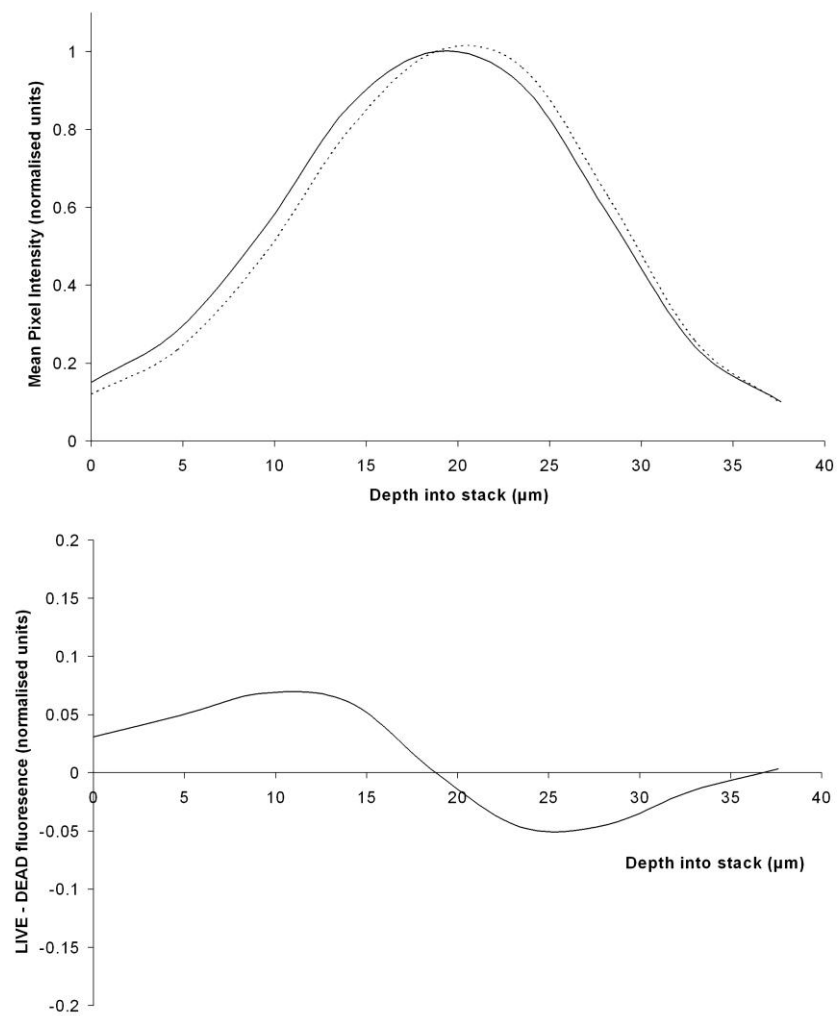 Mean Pixel Intensity (normalised units)
1
0.8
0.6
0.4
0.2
0
0 5 10 15 20 25 30 35 40
Depth into stack (µm)
LIVE - DEAD fluoresence (normalised units)
0.2
0.15
0.1
0.05
0
-0.05
-0.1
-0.15
-0.2
0 5 10 15 20 25 30 35 40
Depth into stack (µm)